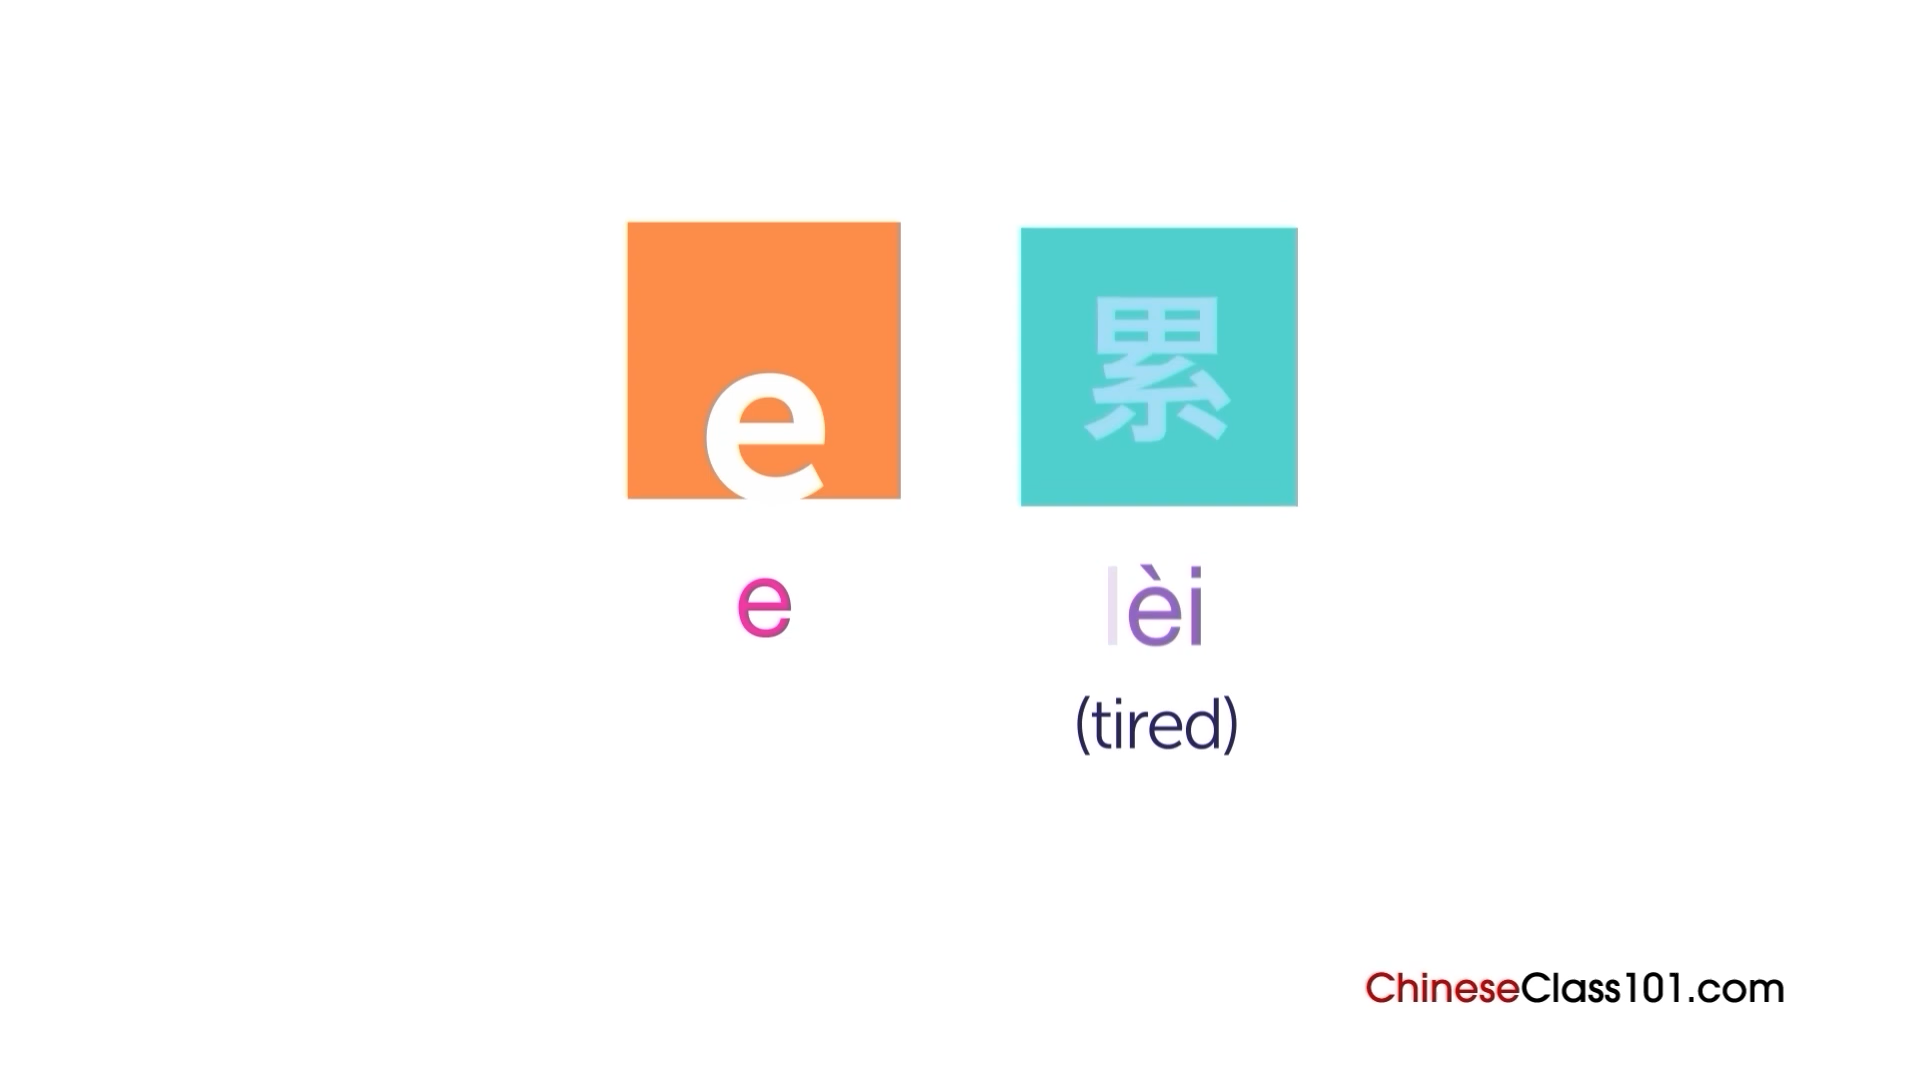 e 累
e lèi
(tired)
ChineseClass101.com